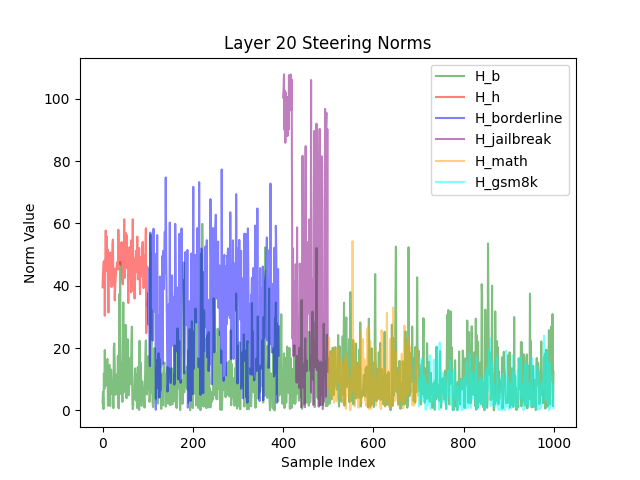 Layer 20 Steering Norms
H_b
H_h
H_borderline
H_jailbreak
H_math
H_gsm8k
100
80
60
40
20
0
Norm Value
0 200 400 600 800 1000
Sample Index